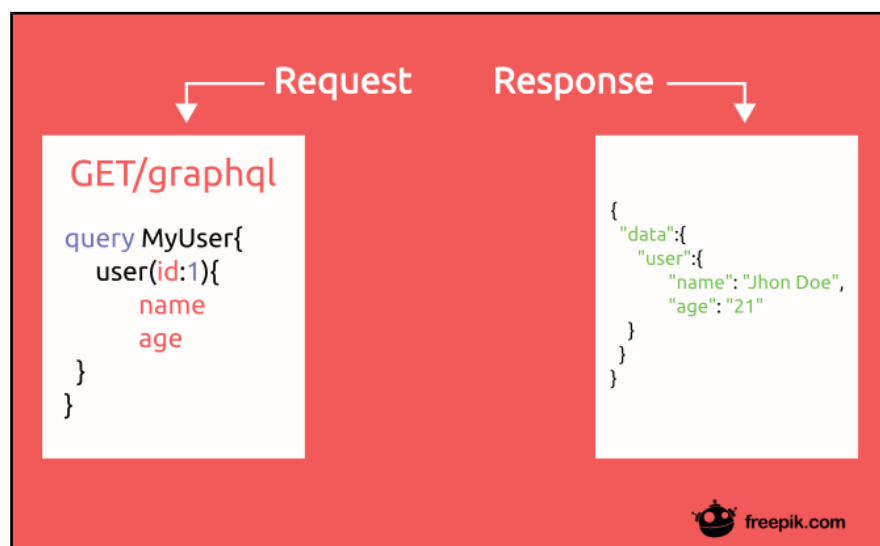 Request
Response
GET/graphql
query MyUser{
user(id:1){
name
age
}
}
{
"data":{
"user":{
"name": "Jhon Doe",
"age": "21"
}
}
}
freepik.com